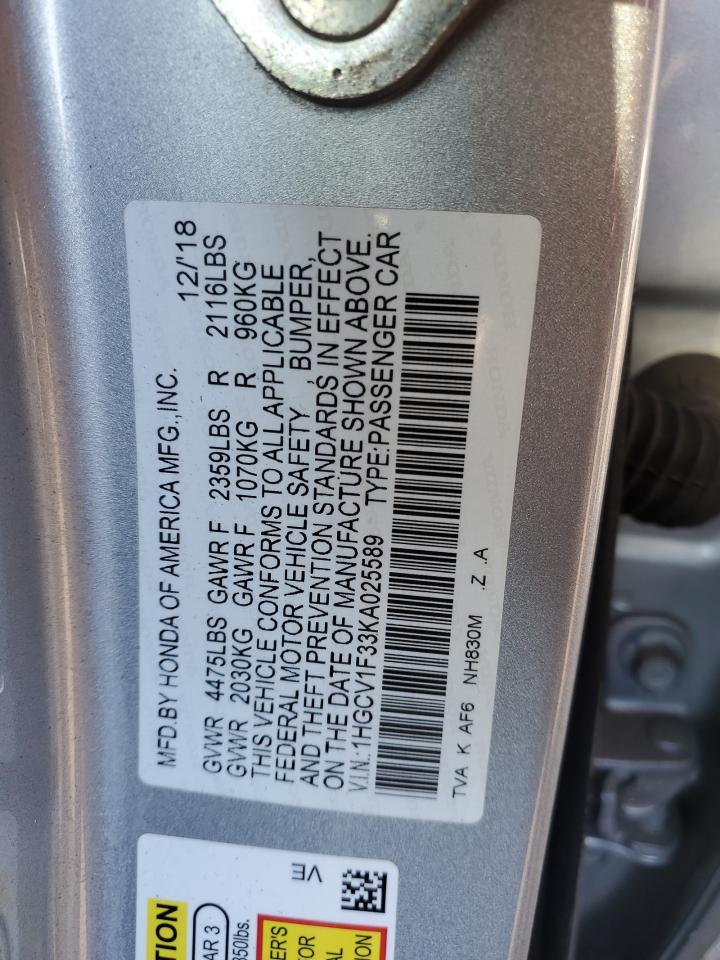 MFD.BY HONDA OF AMERICA MFG.,INC. 12/'18
GVWR 4475LBS GAWR F 2359LBS R 2116LBS
GVWR 2030KG GAWR F 1070KG R 960KG
THIS VEHICLE CONFORMS TO ALL APPLICABLE
FEDERAL MOTOR VEHICLE SAFETY , BUMPER,
AND THEFT PREVENTION STANDARDS IN EFFECT
ON THE DATE OF MANUFACTURE SHOWN ABOVE.
V.I.N.:1HGCV1F33KA025589 TYPE:PASSENGER CAR
TVA K AF6 NH830M .Z .A
VE